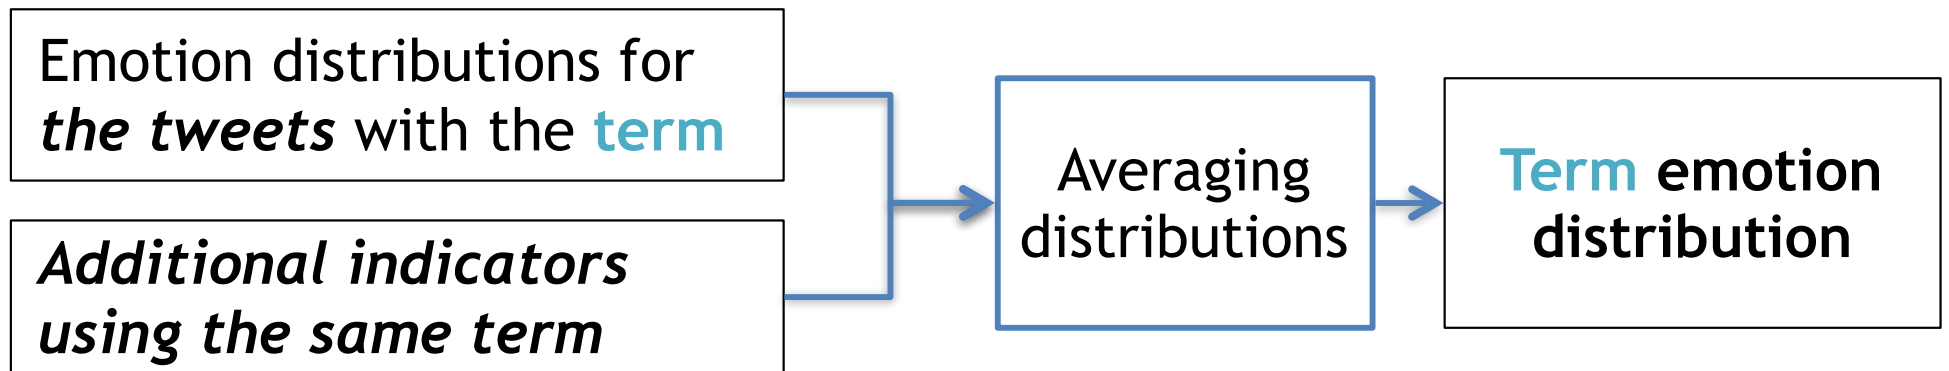 Emotion distributions for
the tweets with the term
Additional indicators
using the same term
Averaging
distributions
Term emotion
distribution